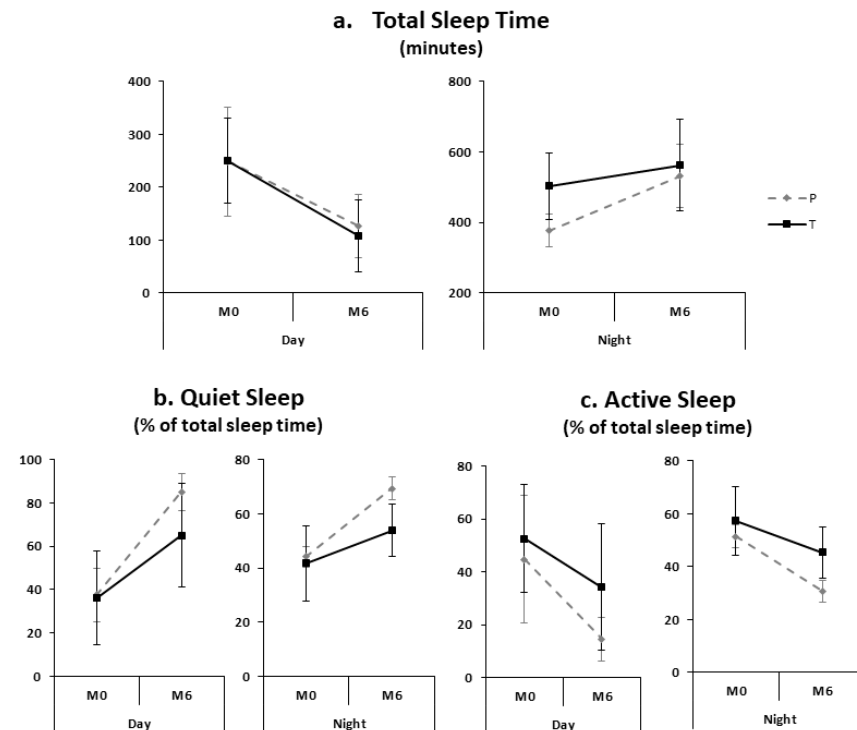 a. Total Sleep Time
(minutes)
400
300
200
100
0
M0 M6
Day
800
600
400
200
M0 M6
Night
P
T
b. Quiet Sleep
(% of total sleep time)
100
80
60
40
20
0
M0 M6
Day
80
60
40
20
0
M0 M6
Night
c. Active Sleep
(% of total sleep time)
80
60
40
20
0
M0 M6
Day
80
60
40
20
0
M0 M6
Night